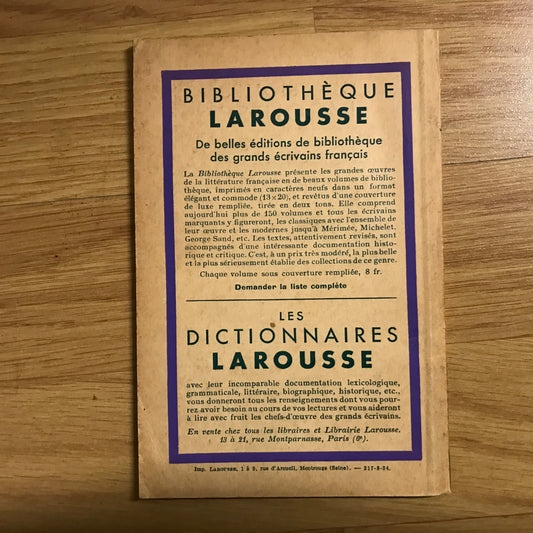 BIBLIOTHÈQUE
LAROUSSE
De belles éditions de bibliothèque
des grands écrivains français
La Bibliothèque Larousse présente les grandes œuvres
de la littérature française en de beaux volumes de biblio-
thèque, imprimés en caractères neufs dans un format
élégant et commode (13×20), et revêtus d'une couverture
de luxe rempliée, tirée en deux tons. Elle comprend
aujourd'hui plus de 150 volumes et tous les écrivains
marquants y figureront, les classiques avec l'ensemble de
leur œuvre et les modernes jusqu'à Mérimée, Michelet,
George Sand, etc. Les textes, attentivement revisés, sont
accompagnés d'une intéressante documentation histo-
rique et critique. C'est, à un prix très modéré, la plus belle
et la plus sérieusement établie des collections de ce genre.
Chaque volume sous couverture rempliée, 8 fr.
Demander la liste complète
LES
DICTIONNAIRES
LAROUSSE
avec leur incomparable documentation lexicologique,
grammaticale, littéraire, biographique, historique, etc.,
vous donneront tous les renseignements dont vous pour-
rez avoir besoin au cours de vos lectures et vous aideront
à lire avec fruit les chefs-d'œuvre des grands écrivains.
En vente chez tous les libraires et Librairie Larousse,
13 à 21, rue Montparnasse, Paris (6e).
Imp. Larousse, 1 à 9, rue d'Arcueil, Montrouge (Seine). — 217-8-34.